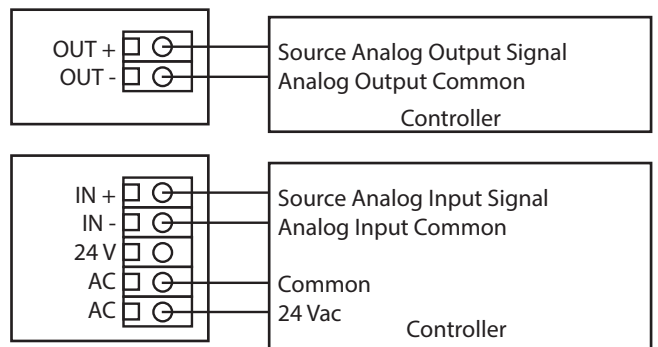 OUT +
OUT -
Source Analog Output Signal
Analog Output Common
Controller
IN +
IN -
24 V
AC
AC
Source Analog Input Signal
Analog Input Common
Common
24 Vac
Controller